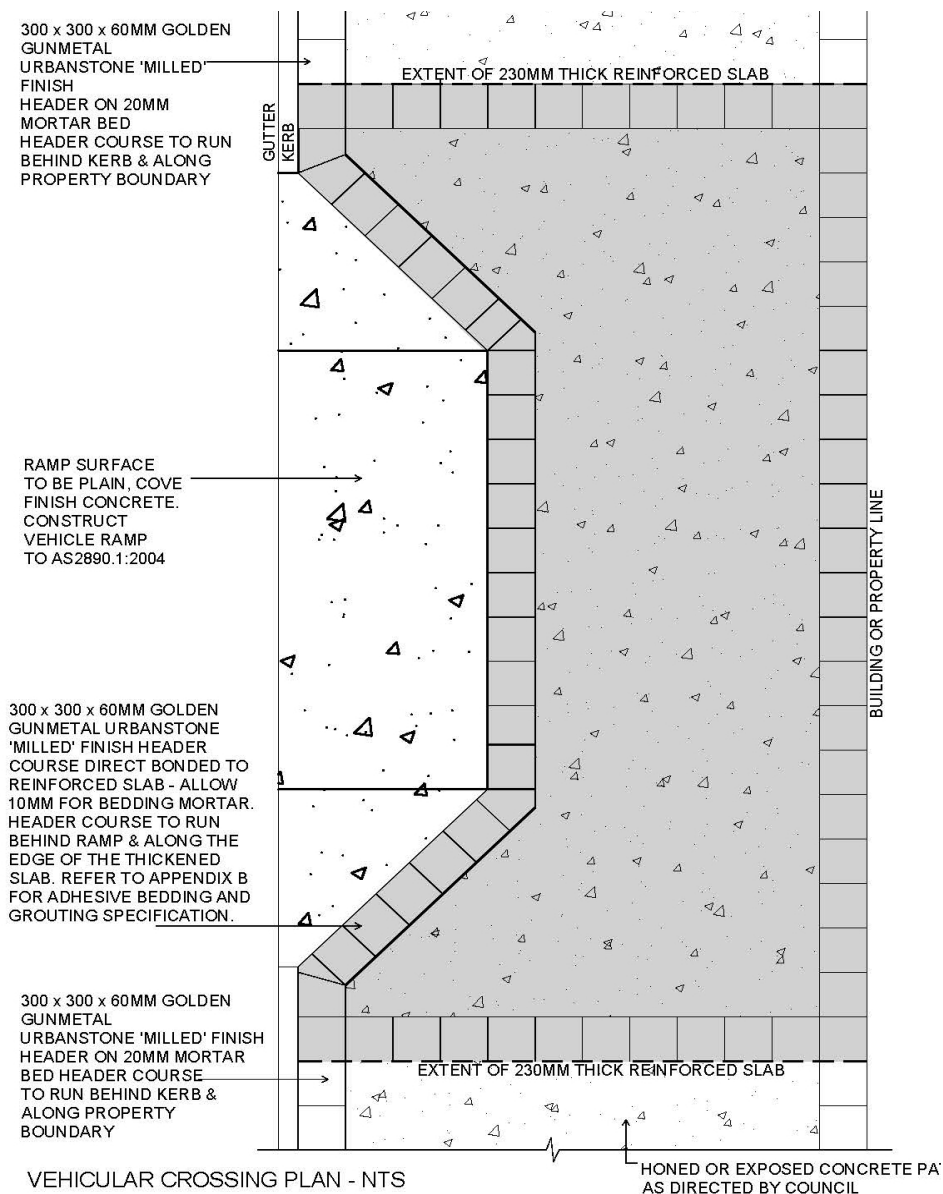 300 x 300 x 60MM GOLDEN
GUNMETAL
URBANSTONE 'MILLED'
FINISH
HEADER ON 20MM
MORTAR BED
HEADER COURSE TO RUN
BEHIND KERB & ALONG
PROPERTY BOUNDARY
GUTTER
KERB
EXTENT OF 230MM THICK REINFORCED SLAB
RAMP SURFACE
TO BE PLAIN, COVE
FINISH CONCRETE.
CONSTRUCT
VEHICLE RAMP
TO AS2890.1:2004
BUILDING OR PROPERTY LINE
300 x 300 x 60MM GOLDEN
GUNMETAL URBANSTONE
'MILLED' FINISH HEADER
COURSE DIRECT BONDED TO
REINFORCED SLAB - ALLOW
10MM FOR BEDDING MORTAR.
HEADER COURSE TO RUN
BEHIND RAMP & ALONG THE
EDGE OF THE THICKENED
SLAB. REFER TO APPENDIX B
FOR ADHESIVE BEDDING AND
GROUTING SPECIFICATION.
300 x 300 x 60MM GOLDEN
GUNMETAL
URBANSTONE 'MILLED' FINISH
HEADER ON 20MM MORTAR
BED HEADER COURSE
TO RUN BEHIND KERB &
ALONG PROPERTY
BOUNDARY
EXTENT OF 230MM THICK REINFORCED SLAB
HONED OR EXPOSED CONCRETE PA
AS DIRECTED BY COUNCIL
VEHICULAR CROSSING PLAN - NTS